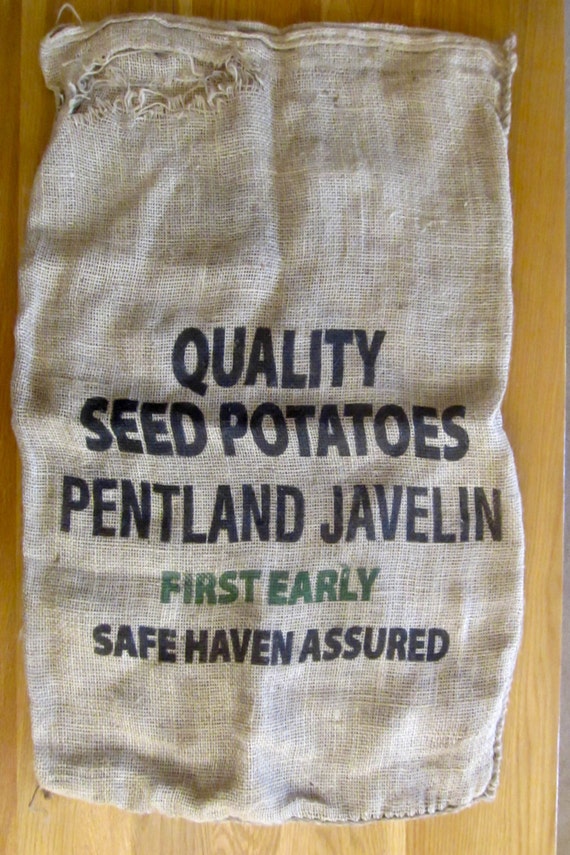 QUALITY
SEED POTATOES
PENTLAND JAVELIN
FIRST EARLY
SAFE HAVEN ASSURED